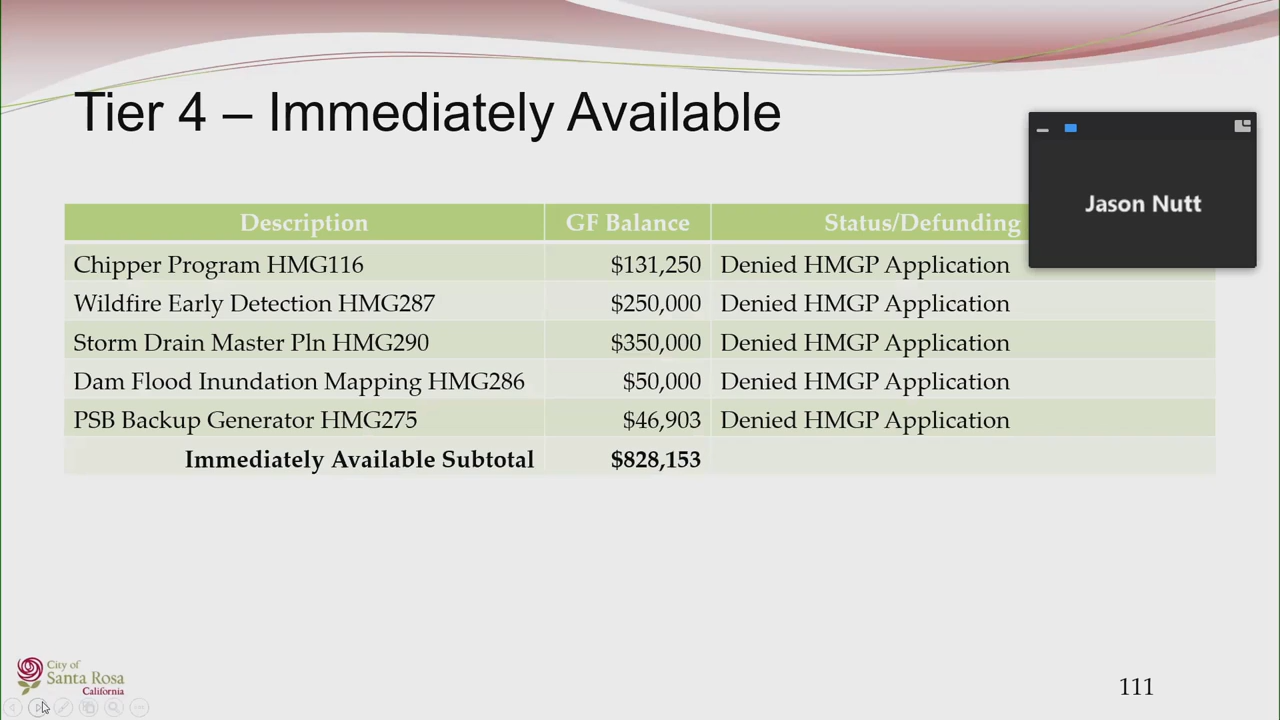 Tier 4 – Immediately Available
Jason Nutt
Description GF Balance Status/Defunding
Chipper Program HMG116 $131,250 Denied HMGP Application
Wildfire Early Detection HMG287 $250,000 Denied HMGP Application
Storm Drain Master Pln HMG290 $350,000 Denied HMGP Application
Dam Flood Inundation Mapping HMG286 $50,000 Denied HMGP Application
PSB Backup Generator HMG275 $46,903 Denied HMGP Application
Immediately Available Subtotal $828,153
City of
Santa Rosa
California
111